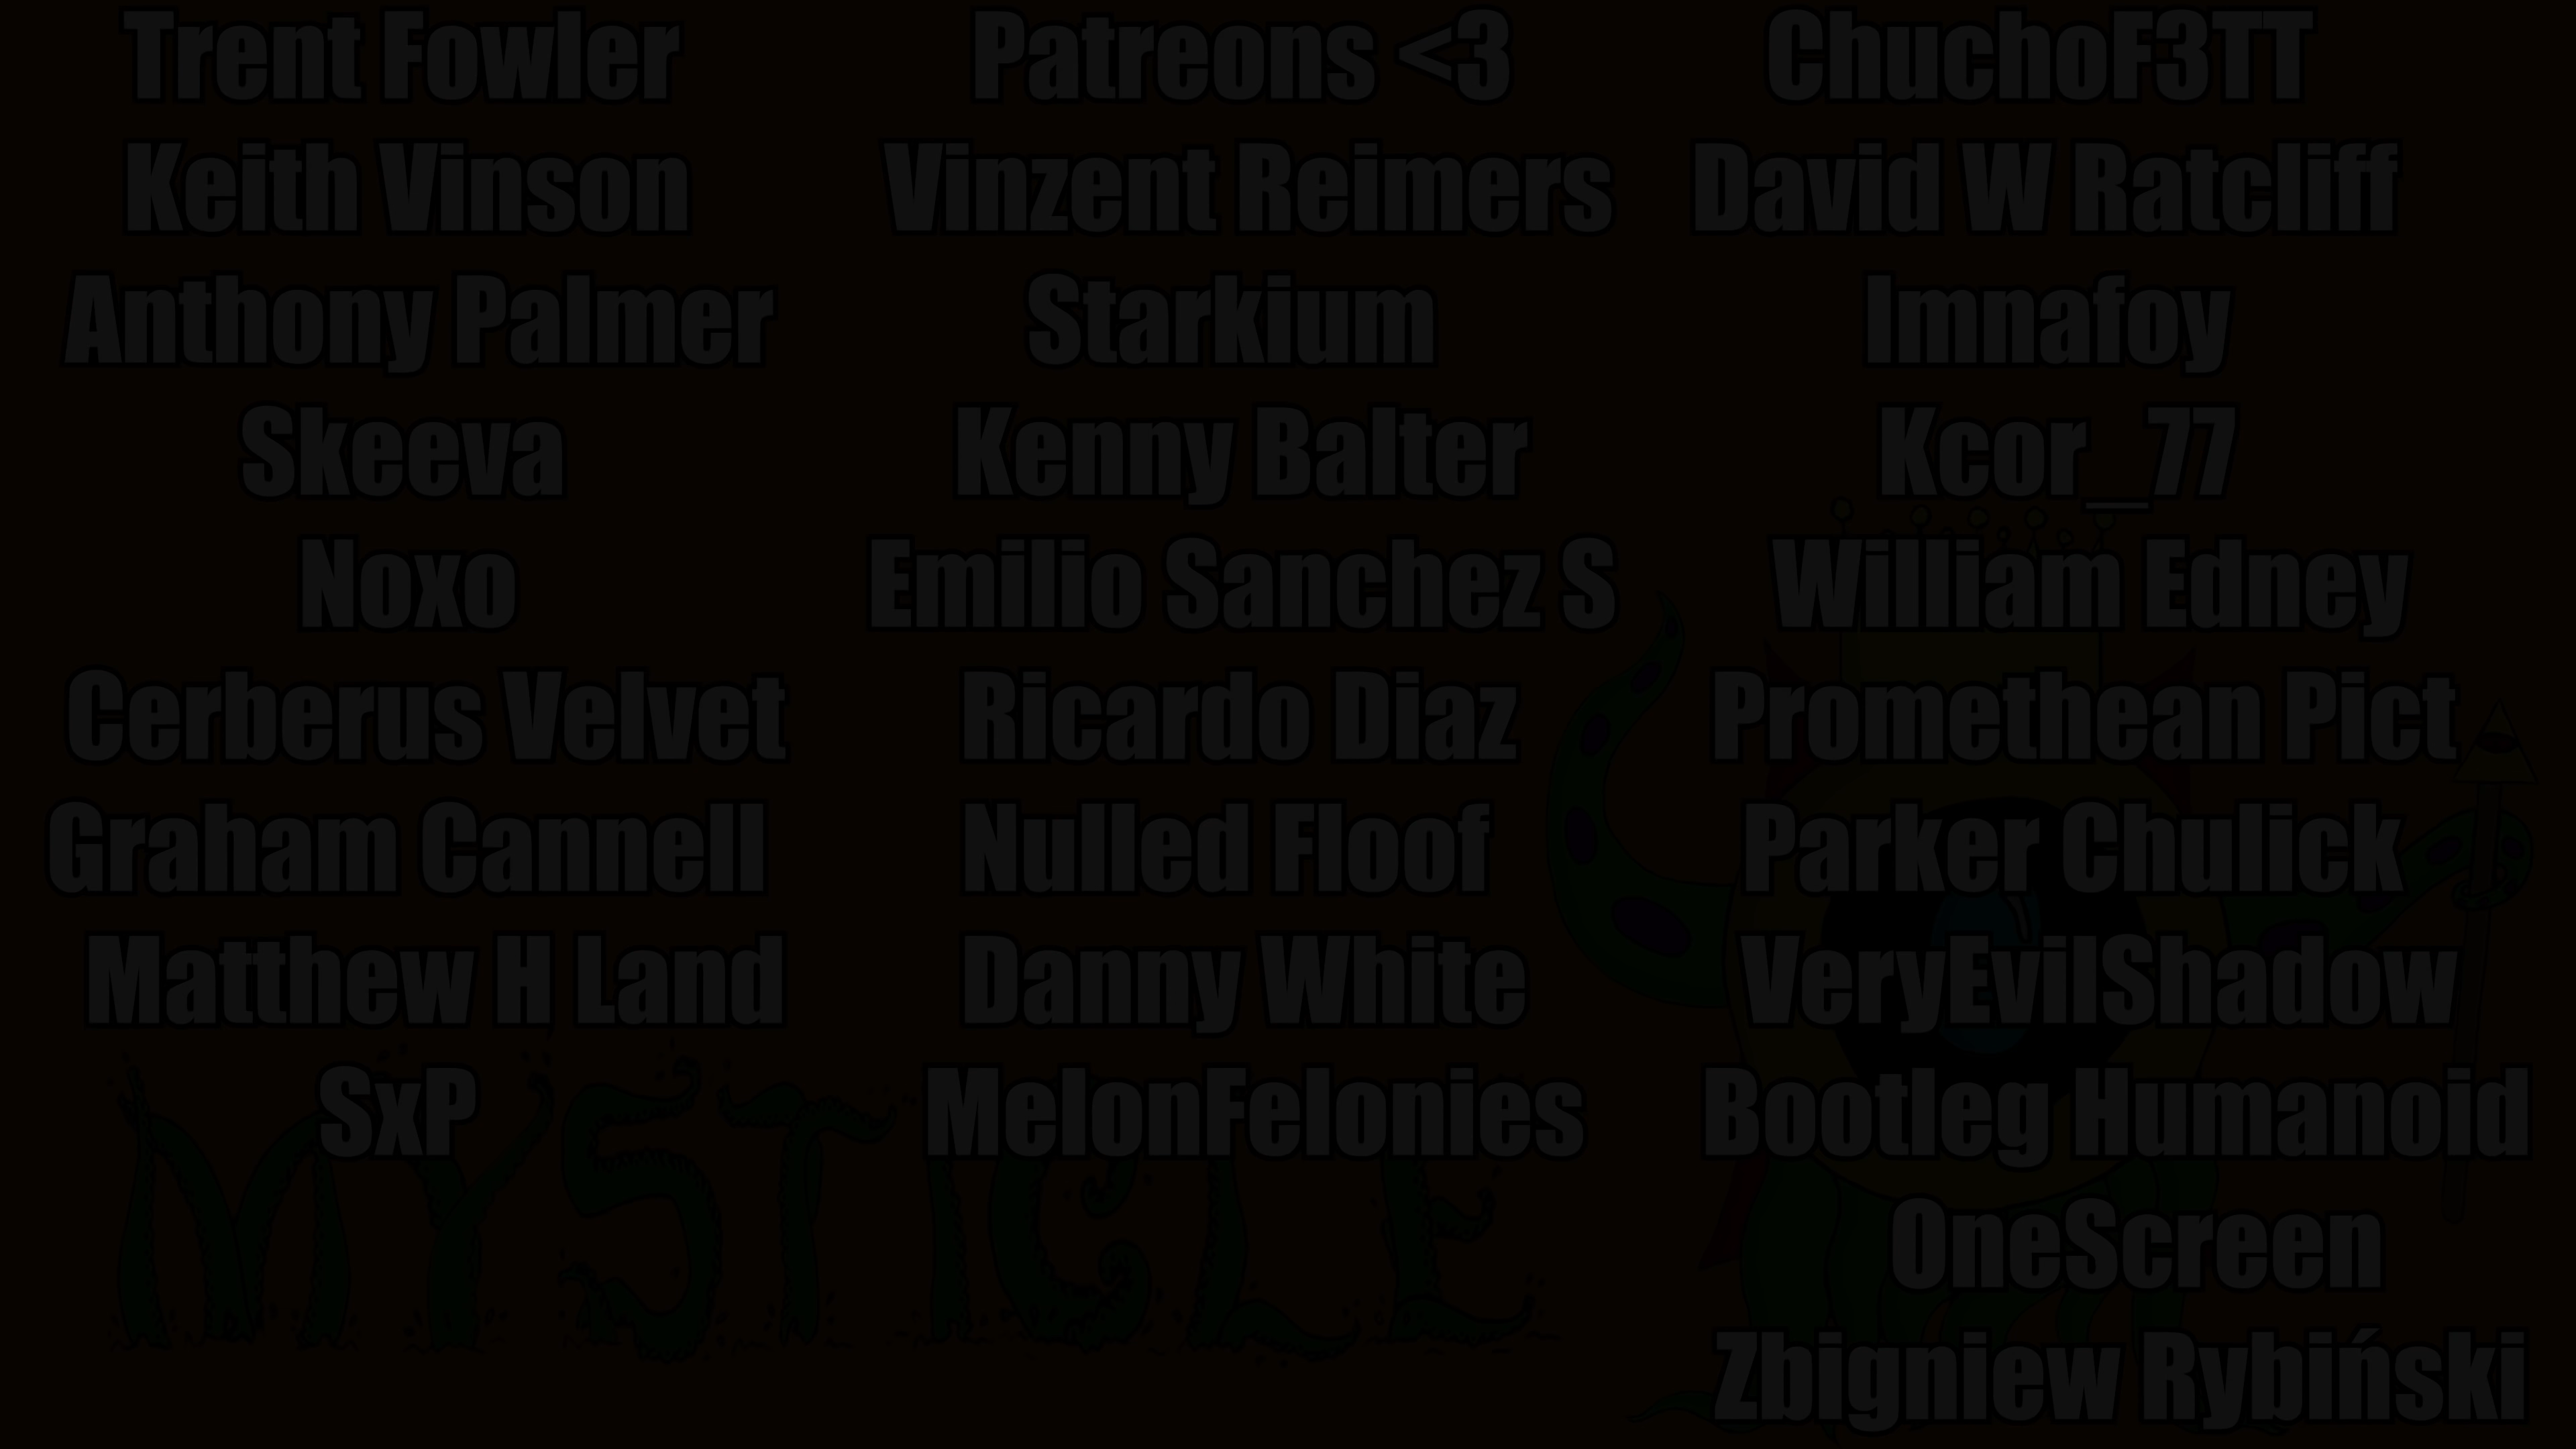 Trent Fowler
Keith Vinson
Anthony Palmer
Skeeva
Noxo
Cerberus Velvet
Graham Cannell
Matthew H Land
SxP
Patreons <3
Vinzent Reimers
Starkium
Kenny Balter
Emilio Sanchez S
Ricardo Diaz
Nulled Floof
Danny White
MelonFelonies
ChuchoF3TT
David W Ratcliff
Imnafoy
Kcor_77
William Edney
Promethean Pict
Parker Chulick
VeryEvilShadow
Bootleg Humanoid
OneScreen
Zbigniew Rybiński
MYSTICLE